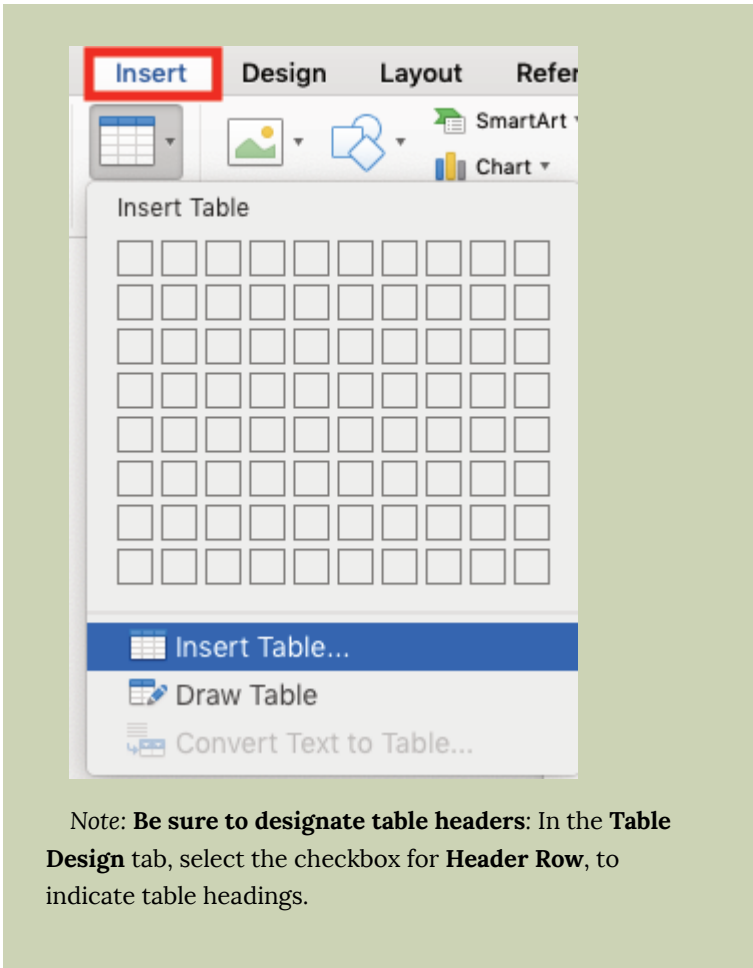 Insert Design Layout Refer
SmartArt
Chart
Insert Table
Insert Table...
Draw Table
Convert Text to Table...
Note: Be sure to designate table headers: In the Table
Design tab, select the checkbox for Header Row, to
indicate table headings.